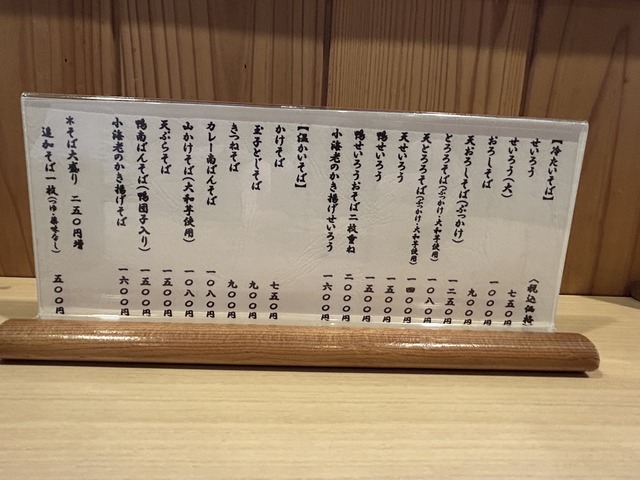 【冷たいそば】 (税込価格)
せいろう 七五〇円
せいろう(大) 一〇〇〇円
おろしそば 九〇〇円
天おろしそば(ぶっかけ) 一二五〇円
とろろそば(ぶっかけ・大和芋使用) 一〇八〇円
天とろろそば(ぶっかけ・大和芋使用) 一四〇〇円
天せいろう 一五〇〇円
鴨せいろう 一五〇〇円
鴨せいろうおそば二枚重ね 二〇〇〇円
小海老のかき揚げせいろう 一六〇〇円
【温かいそば】
かけそば 七五〇円
玉子とじそば 九〇〇円
きつねそば 九〇〇円
カレー南ばんそば 一〇八〇円
山かけそば(大和芋使用) 一〇八〇円
天ぷらそば 一五〇〇円
鴨南ばんそば(鴨団子入り) 一五〇〇円
小海老のかき揚げそば 一六〇〇円
*そば大盛り 二五〇円増
追加そば一枚(つゆ・薬味なし) 五〇〇円